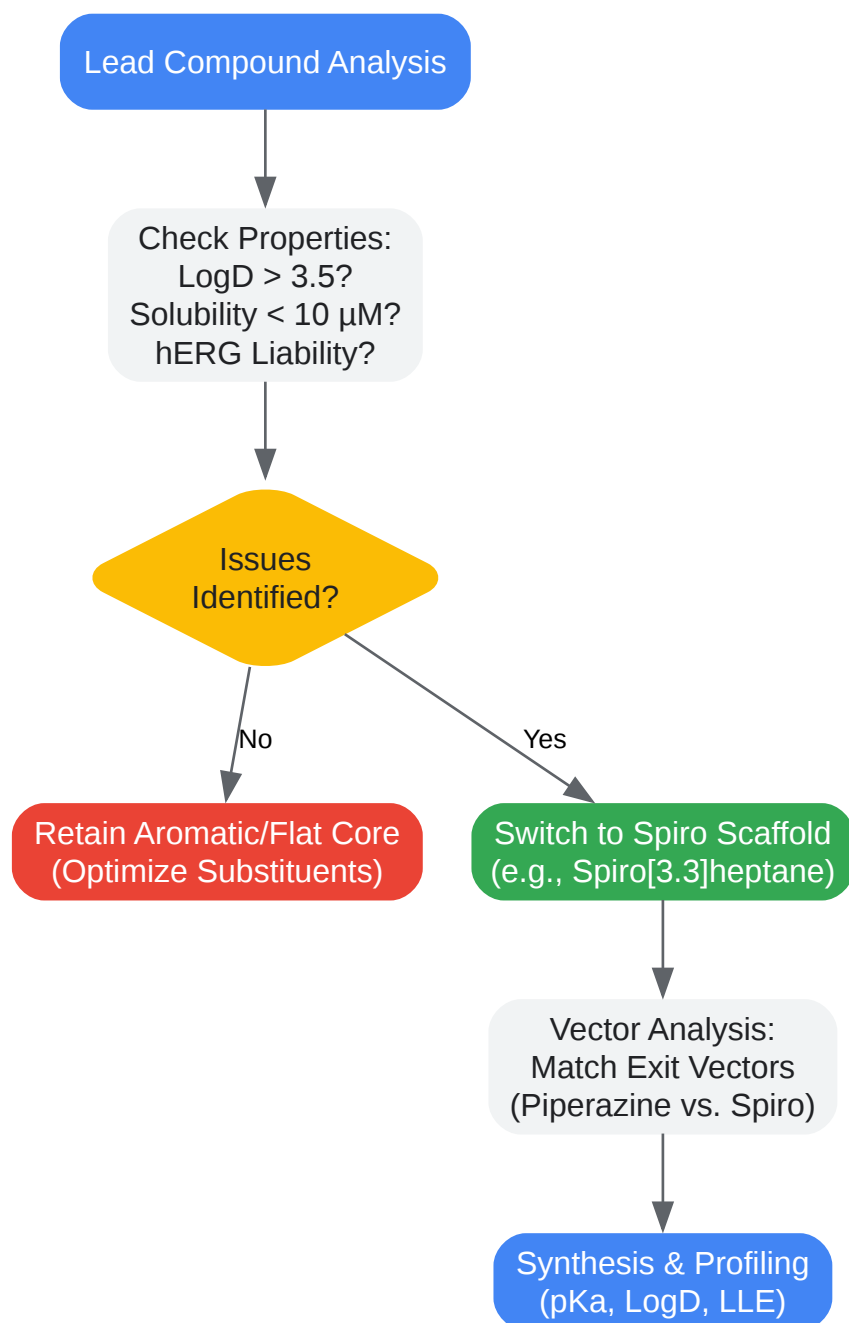 Lead Compound Analysis
Check Properties:
LogD > 3.5?
Solubility < 10 µM?
hERG Liability?
Issues
Identified?
No
Yes
Retain Aromatic/Flat Core
(Optimize Substituents)
Switch to Spiro Scaffold
(e.g., Spiro[3.3]heptane)
Vector Analysis:
Match Exit Vectors
(Piperazine vs. Spiro)
Synthesis & Profiling
(pKa, LogD, LLE)